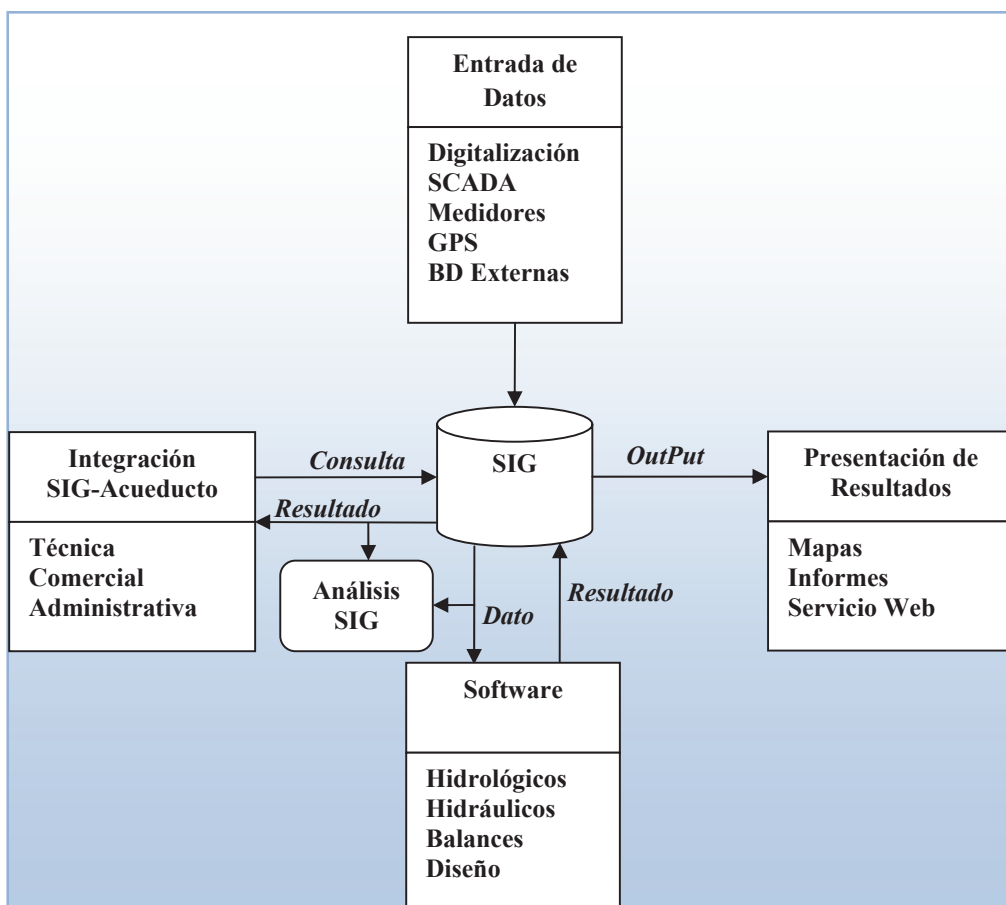 Entrada de
Datos
Digitalización
SCADA
Medidores
GPS
BD Externas
Integración
SIG-Acueducto
Técnica
Comercial
Administrativa
Consulta
Resultado
SIG
OutPut
Presentación de
Resultados
Mapas
Informes
Servicio Web
Análisis
SIG
Dato
Resultado
Software
Hidrológicos
Hidráulicos
Balances
Diseño